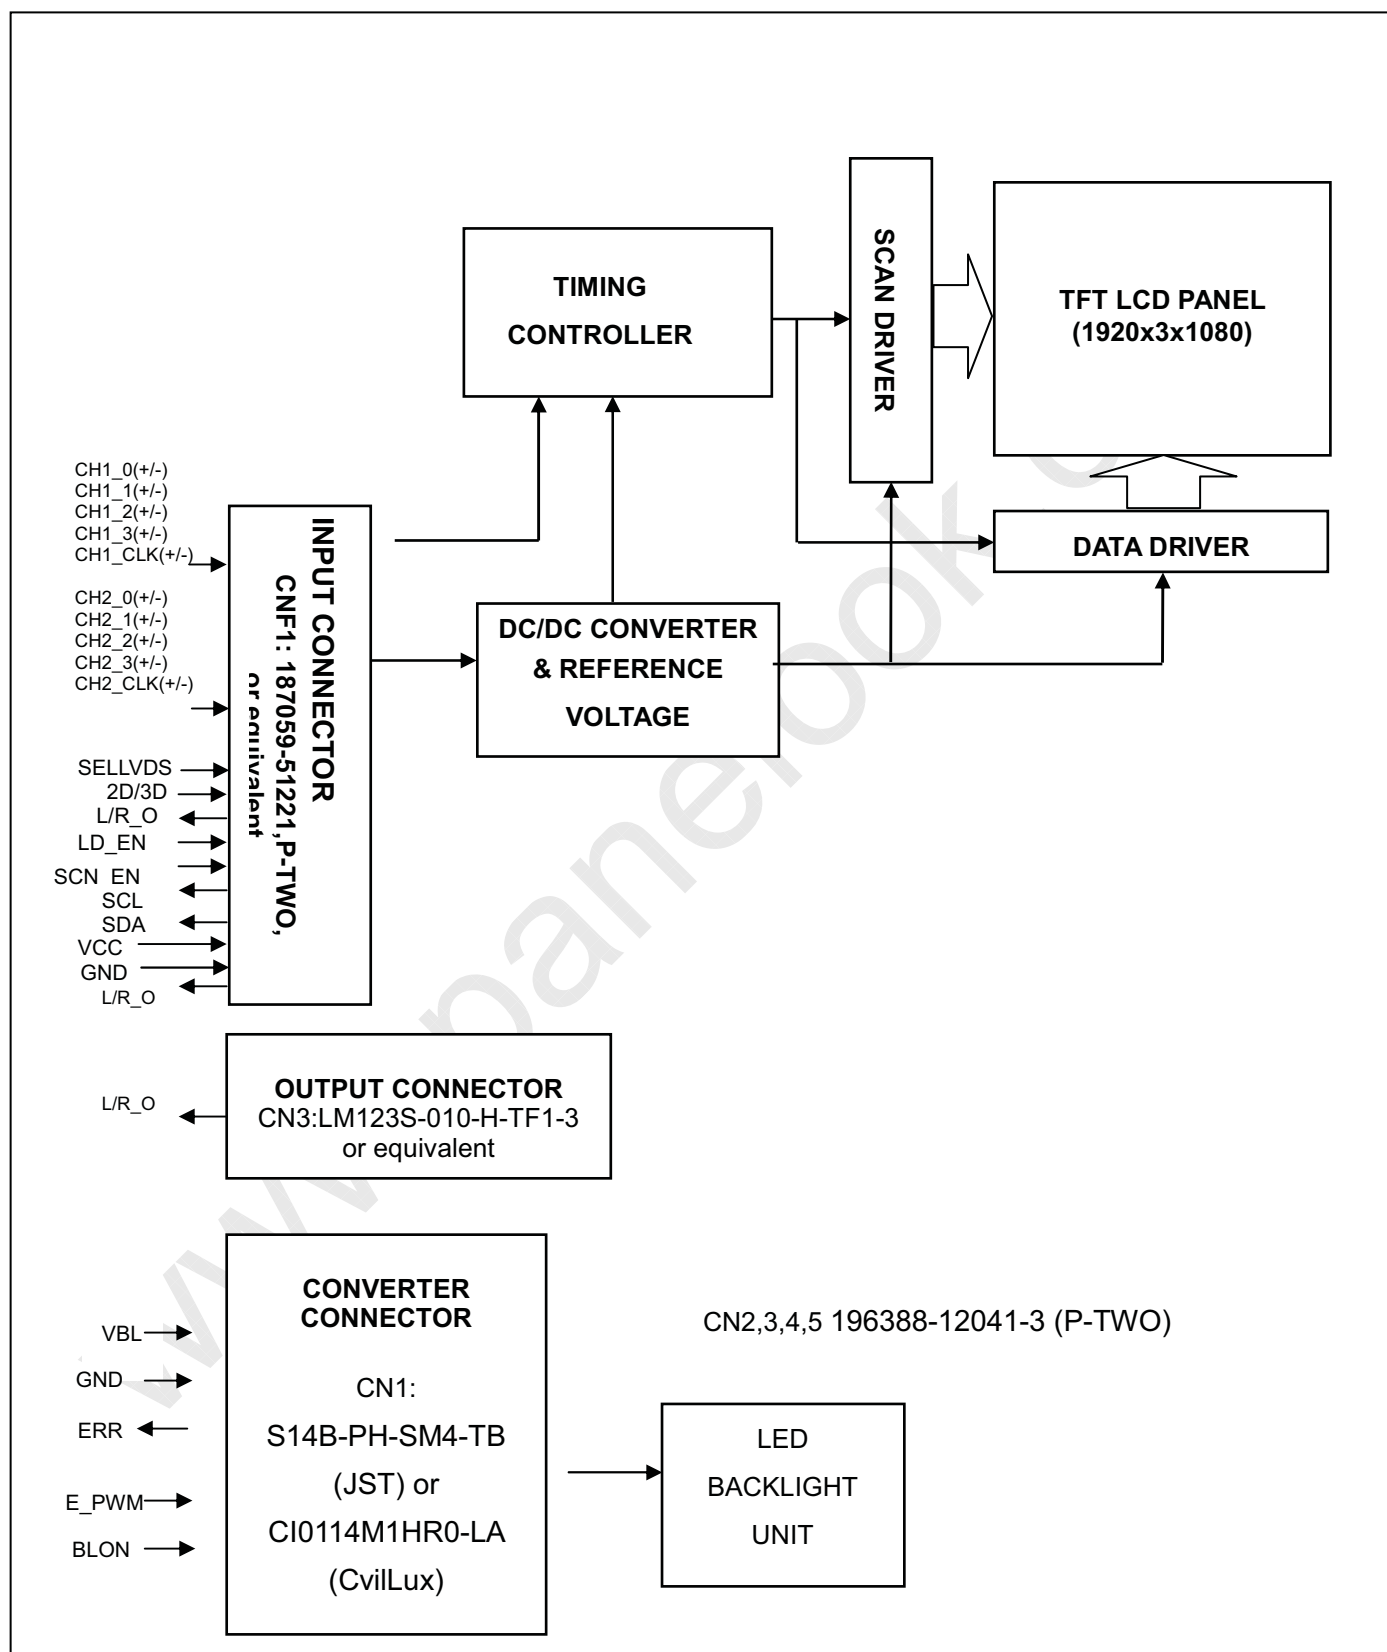 TIMING
CONTROLLER
SCAN DRIVER
TFT LCD PANEL
(1920x3x1080)
DATA DRIVER
CH1_0(+/-)
CH1_1(+/-)
CH1_2(+/-)
CH1_3(+/-)
CH1_CLK(+/-)
CH2_0(+/-)
CH2_1(+/-)
CH2_2(+/-)
CH2_3(+/-)
CH2_CLK(+/-)
SELLVDS
2D/3D
L/R_O
LD_EN
SCN_EN
SCL
SDA
VCC
GND
L/R_O
INPUT CONNECTOR
CNF1: 187059-51221,P-TWO,
or equivalent
DC/DC CONVERTER
& REFERENCE
VOLTAGE
L/R_O
OUTPUT CONNECTOR
CN3:LM123S-010-H-TF1-3
or equivalent
VBL
GND
ERR
E_PWM
BLON
CONVERTER
CONNECTOR
CN1:
S14B-PH-SM4-TB
(JST) or
CI0114M1HR0-LA
(CvilLux)
CN2,3,4,5 196388-12041-3 (P-TWO)
LED
BACKLIGHT
UNIT